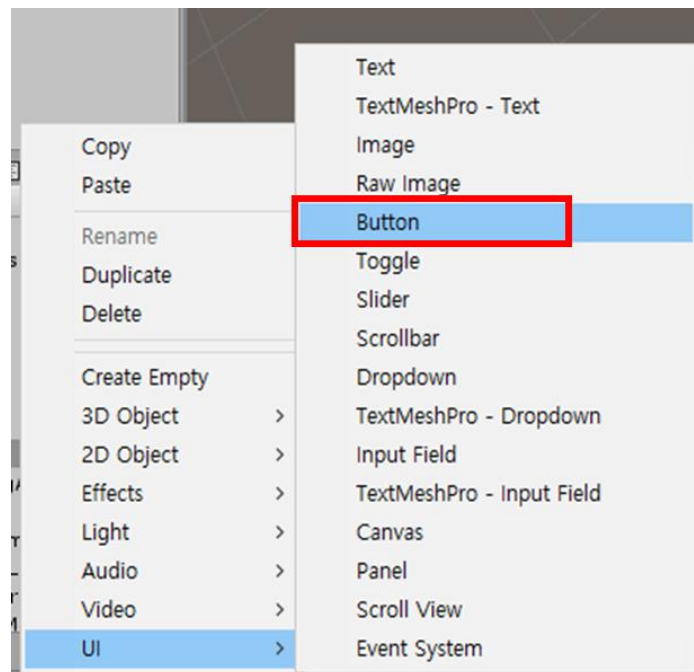 Copy
Paste
Rename
Duplicate
Delete
Create Empty
3D Object
2D Object
Effects
Light
Audio
Video
UI
Text
TextMeshPro - Text
Image
Raw Image
Button
Toggle
Slider
Scrollbar
Dropdown
TextMeshPro - Dropdown
Input Field
TextMeshPro - Input Field
Canvas
Panel
Scroll View
Event System